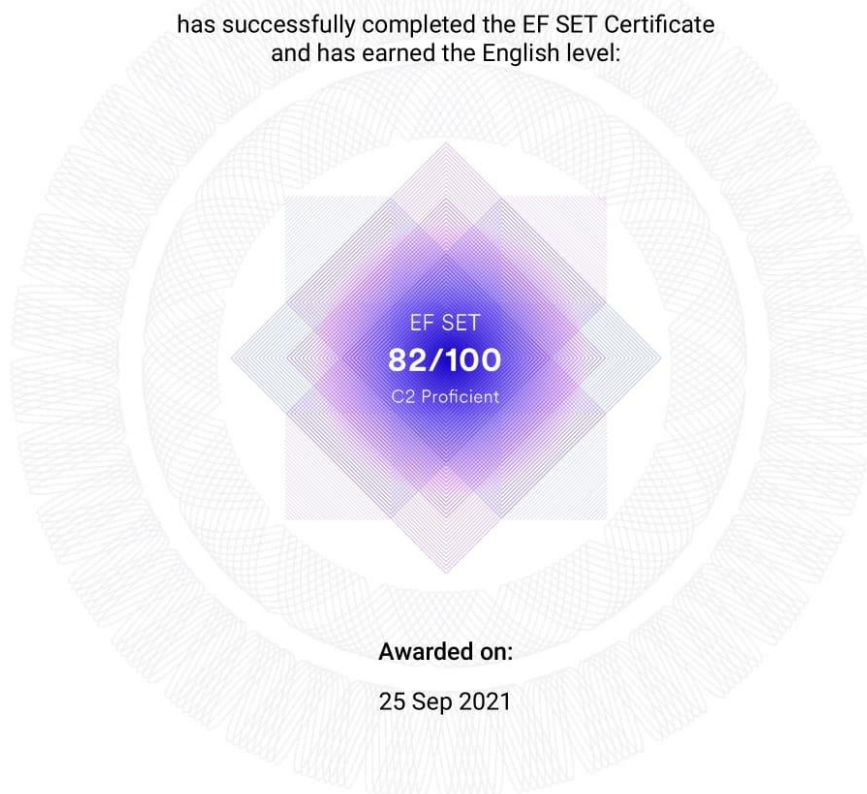 has successfully completed the EF SET Certificate
and has earned the English level:
EF SET
82/100
C2 Proficient
Awarded on:
25 Sep 2021